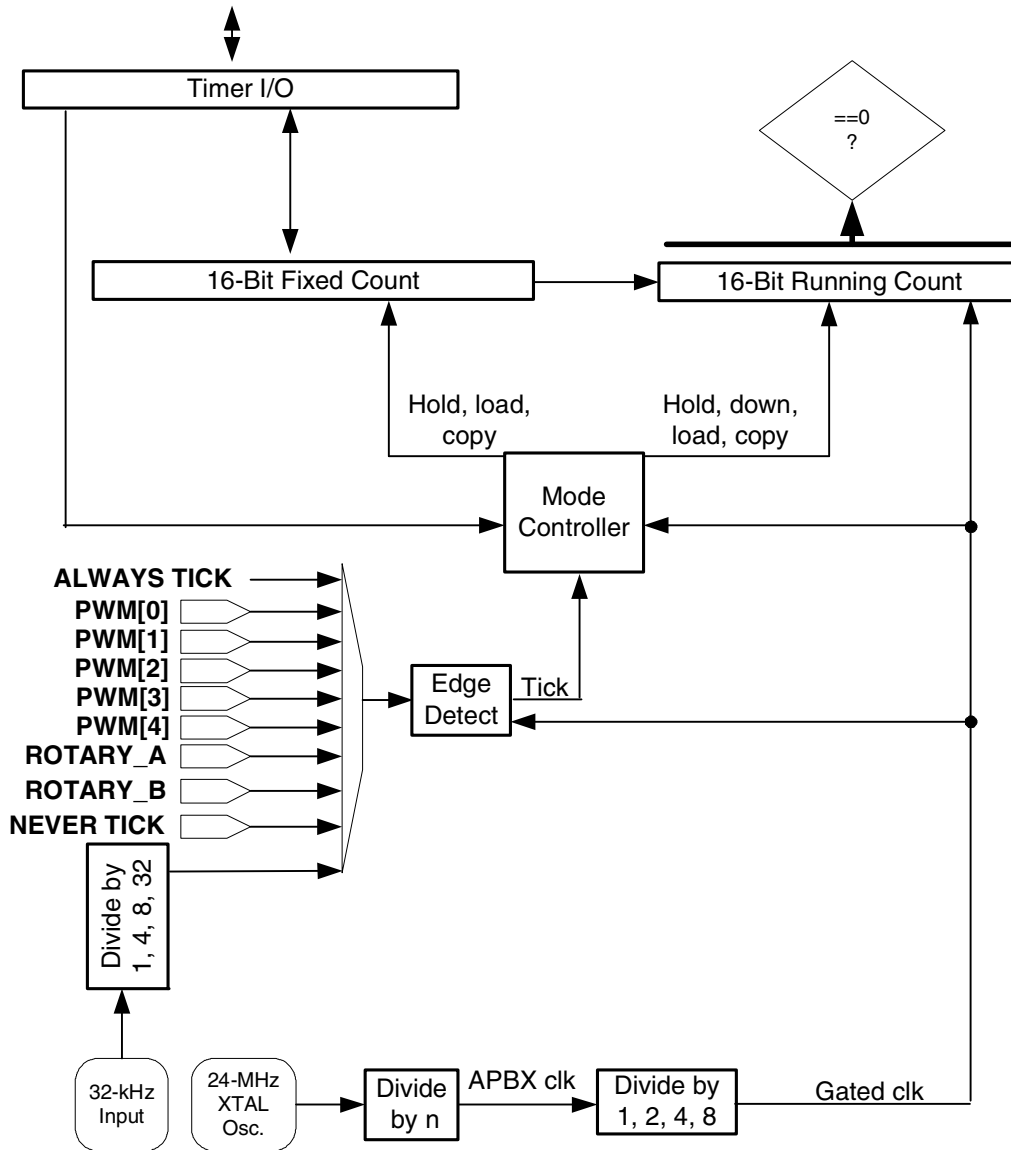 Timer I/O
==0
?
16-Bit Fixed Count
16-Bit Running Count
Hold, load,
copy
Hold, down,
load, copy
Mode
Controller
ALWAYS TICK
PWM[0]
PWM[1]
PWM[2]
PWM[3]
PWM[4]
ROTARY_A
ROTARY_B
NEVER TICK
Edge
Detect
Tick
Divide by
1, 4, 8, 32
32-kHz
Input
24-MHz
XTAL
Osc.
Divide
by n
APBX clk
Divide by
1, 2, 4, 8
Gated clk